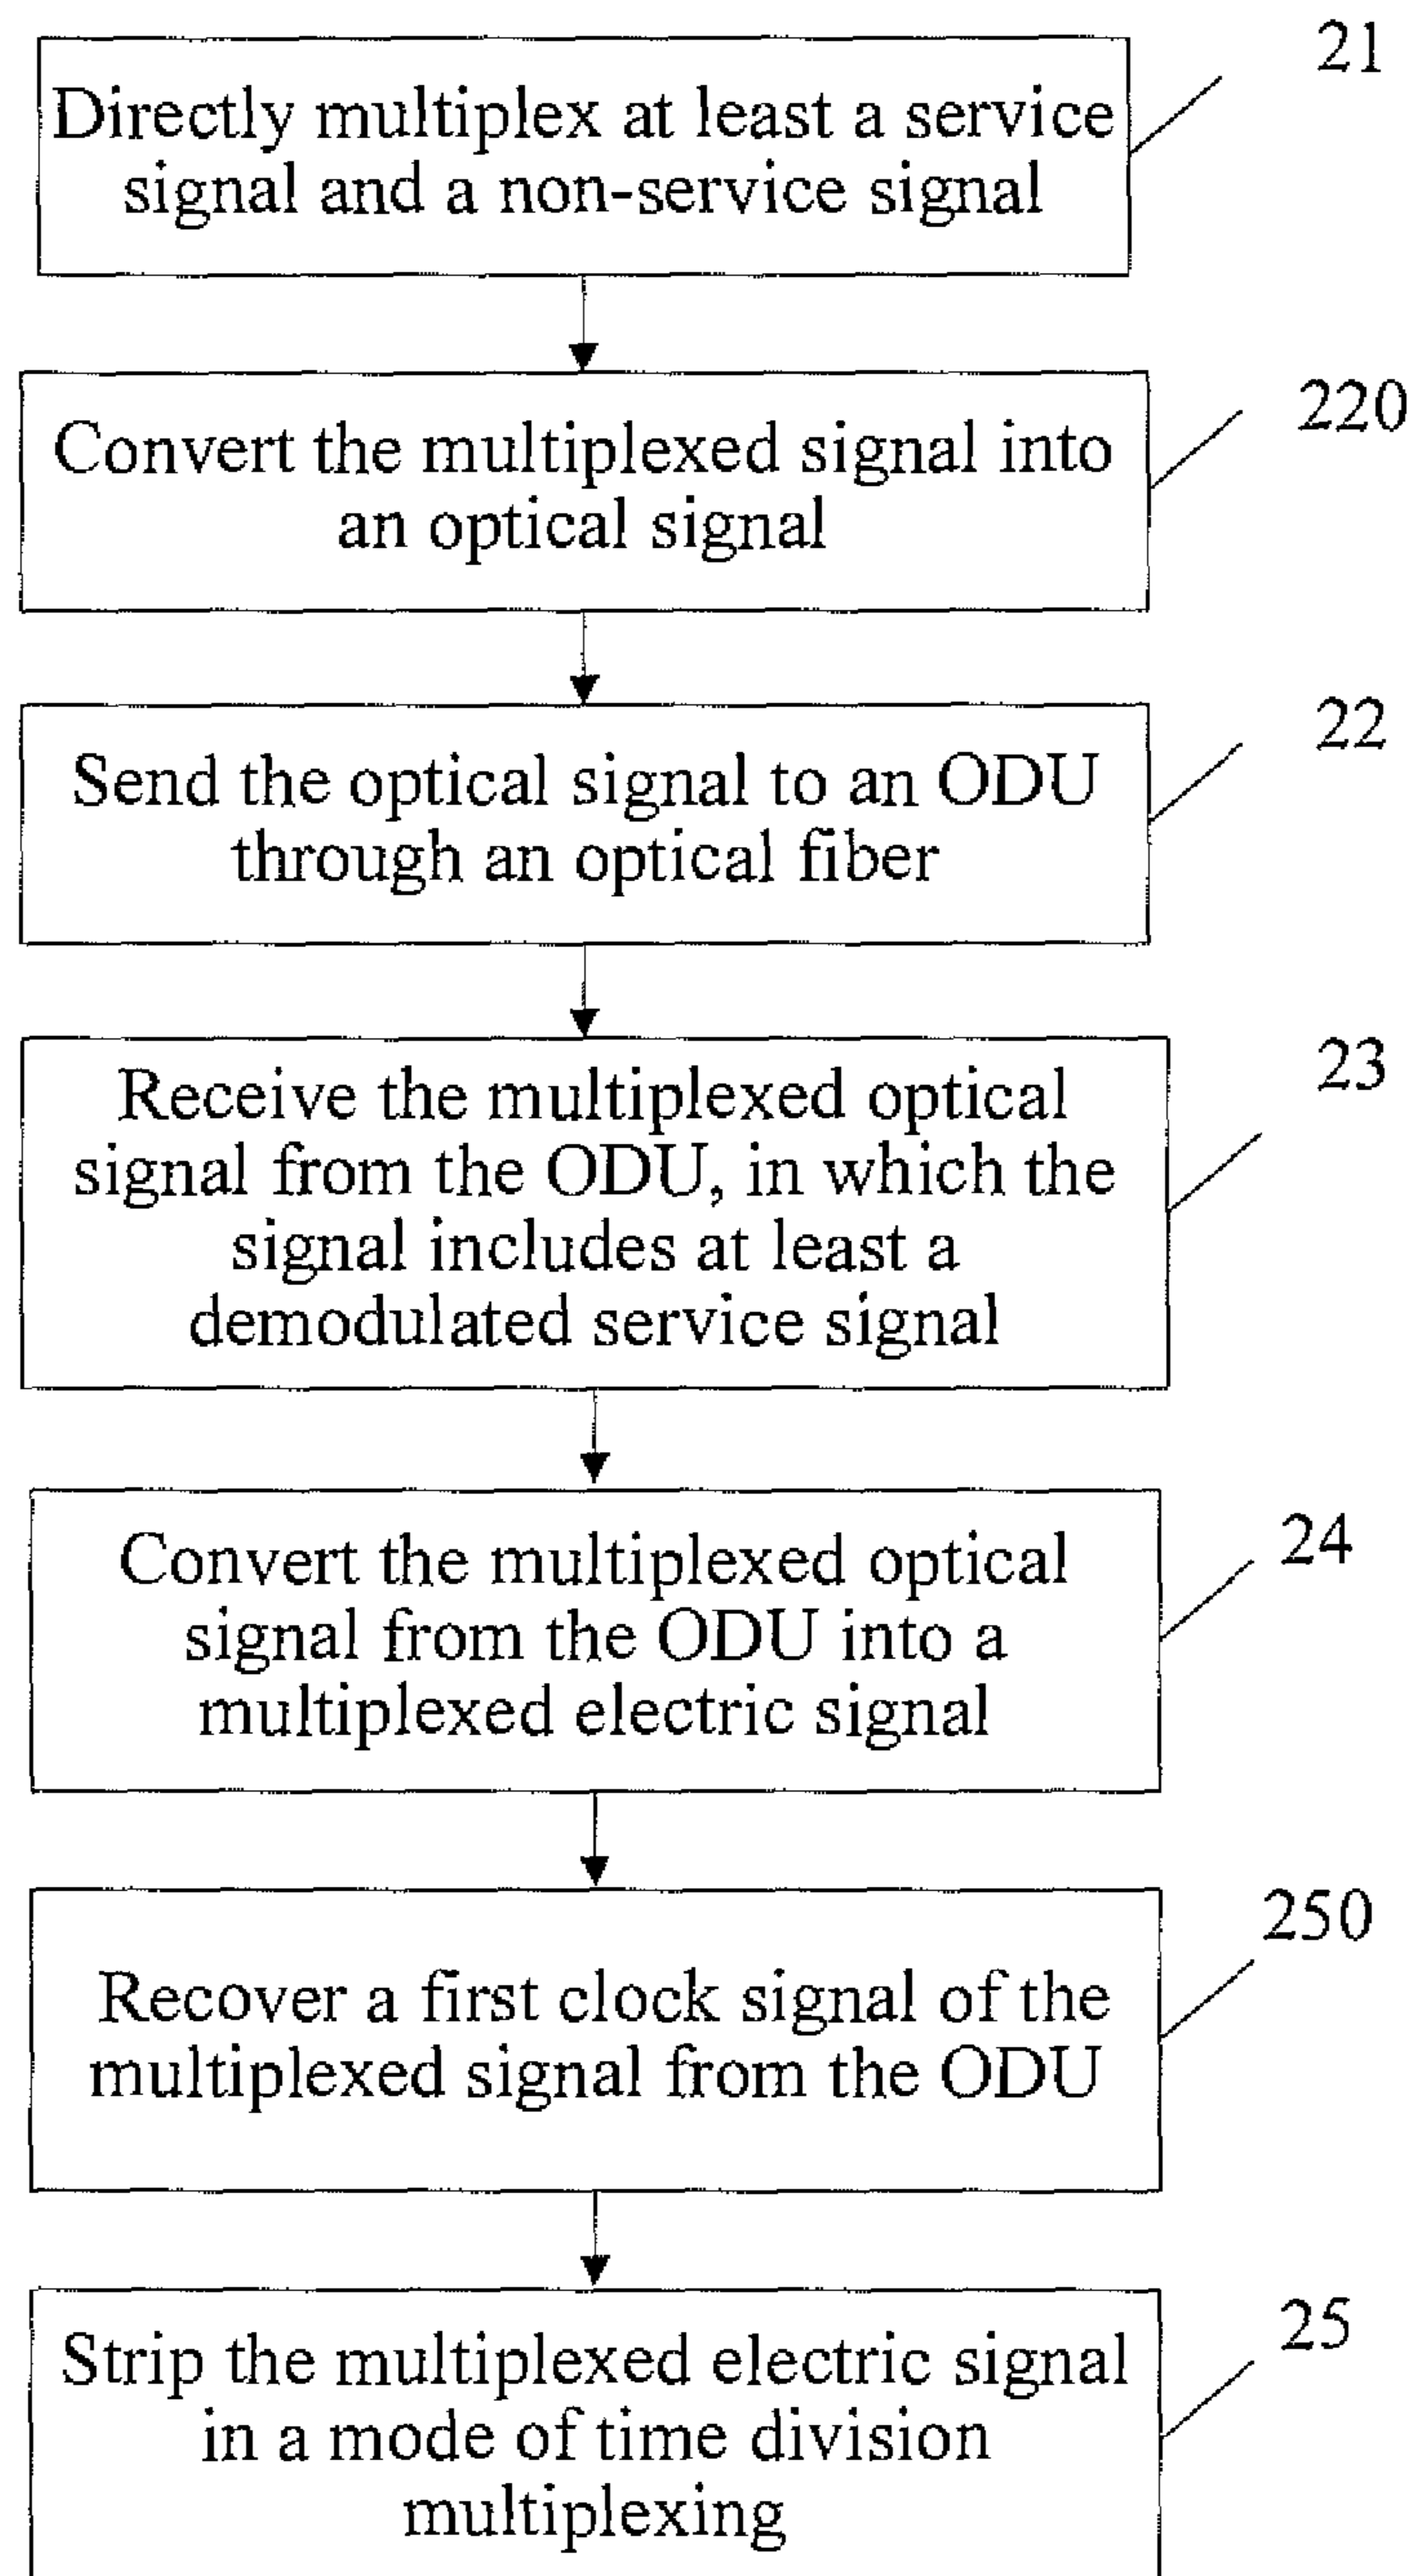 21
Directly multiplex at least a service
signal and a non-service signal
220
Convert the multiplexed signal into
an optical signal
22
Send the optical signal to an ODU
through an optical fiber
23
Receive the multiplexed optical
signal from the ODU, in which the
signal includes at least a
demodulated service signal
24
Convert the multiplexed optical
signal from the ODU into a
multiplexed electric signal
250
Recover a first clock signal of the
multiplexed signal from the ODU
25
Strip the multiplexed electric signal
in a mode of time division
multiplexing